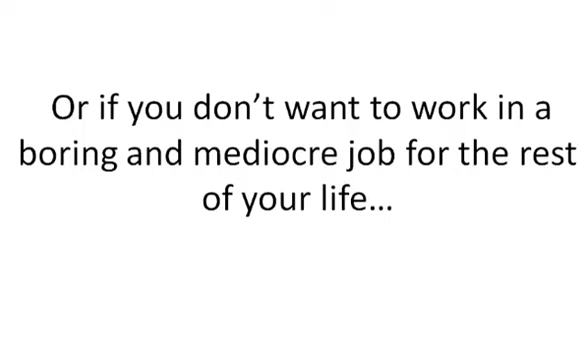 Or if you don’t want to work in a
boring and mediocre job for the rest
of your life…